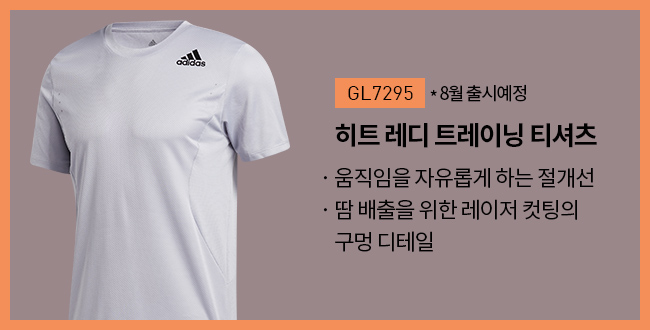 adidas
GL7295 *8월 출시예정
히트 레디 트레이닝 티셔츠
· 움직임을 자유롭게 하는 절개선
· 땀 배출을 위한 레이저 컷팅의
구멍 디테일